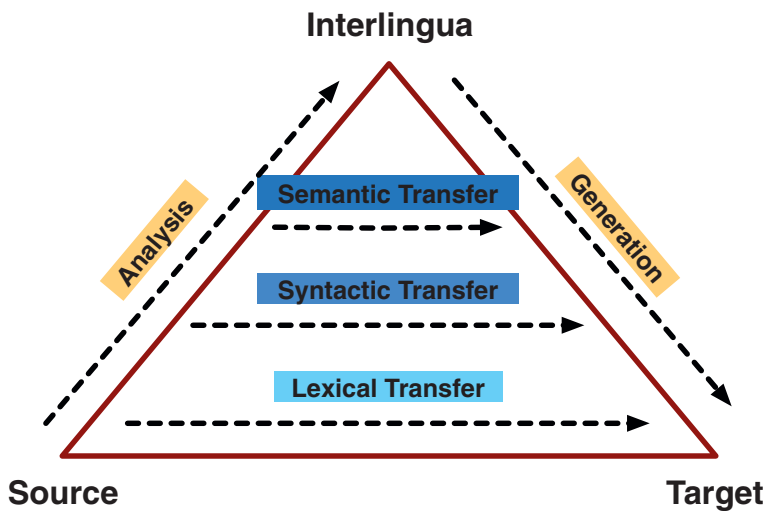 Interlingua
Semantic Transfer
Analysis
Generation
Syntactic Transfer
Lexical Transfer
Source
Target